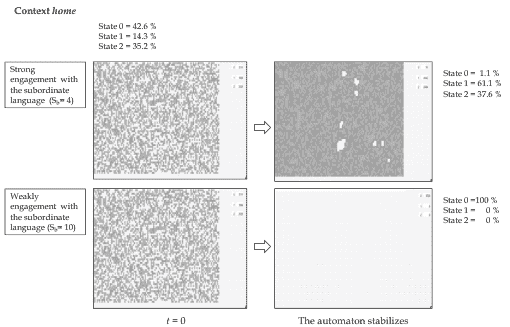 Context home
State 0 = 42.6 %
State 1 = 14.3 %
State 2 = 35.2 %
Strong
engagement with
the subordinate
language (Sb= 4)
State 0 = 1.1 %
State 1 = 61.1 %
State 2 = 37.6 %
Weakly
engagement with
the subordinate
language (Sb= 10)
State 0 =100 %
State 1 = 0 %
State 2 = 0 %
t = 0
The automaton stabilizes